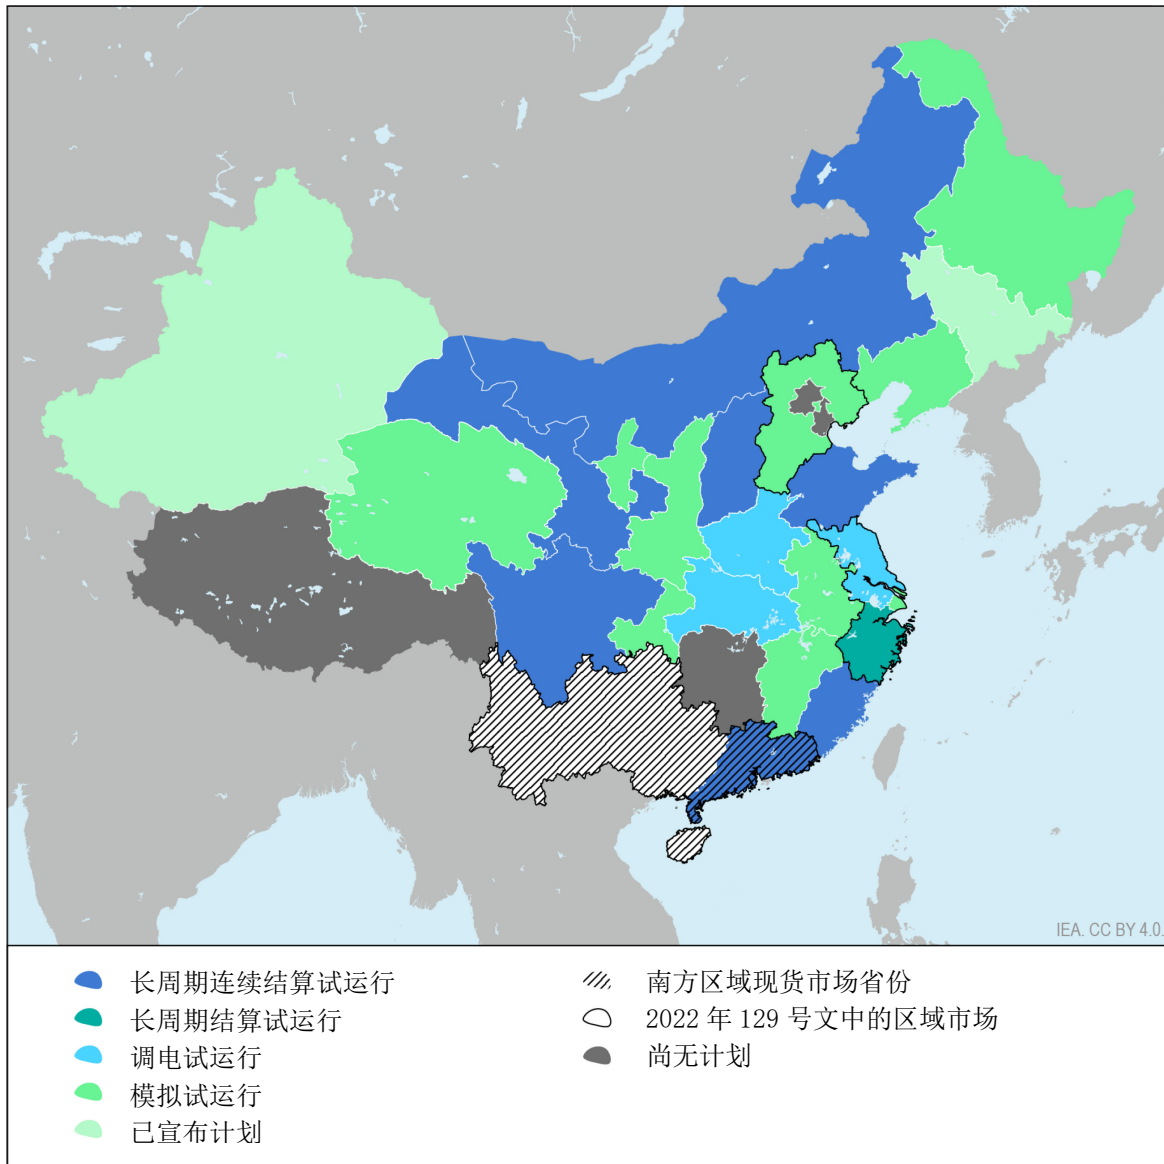 IEA. CC BY 4.0.
长周期连续结算试运行
长周期结算试运行
调电试运行
模拟试运行
已宣布计划
南方区域现货市场省份
2022 年 129 号文中的区域市场
尚无计划